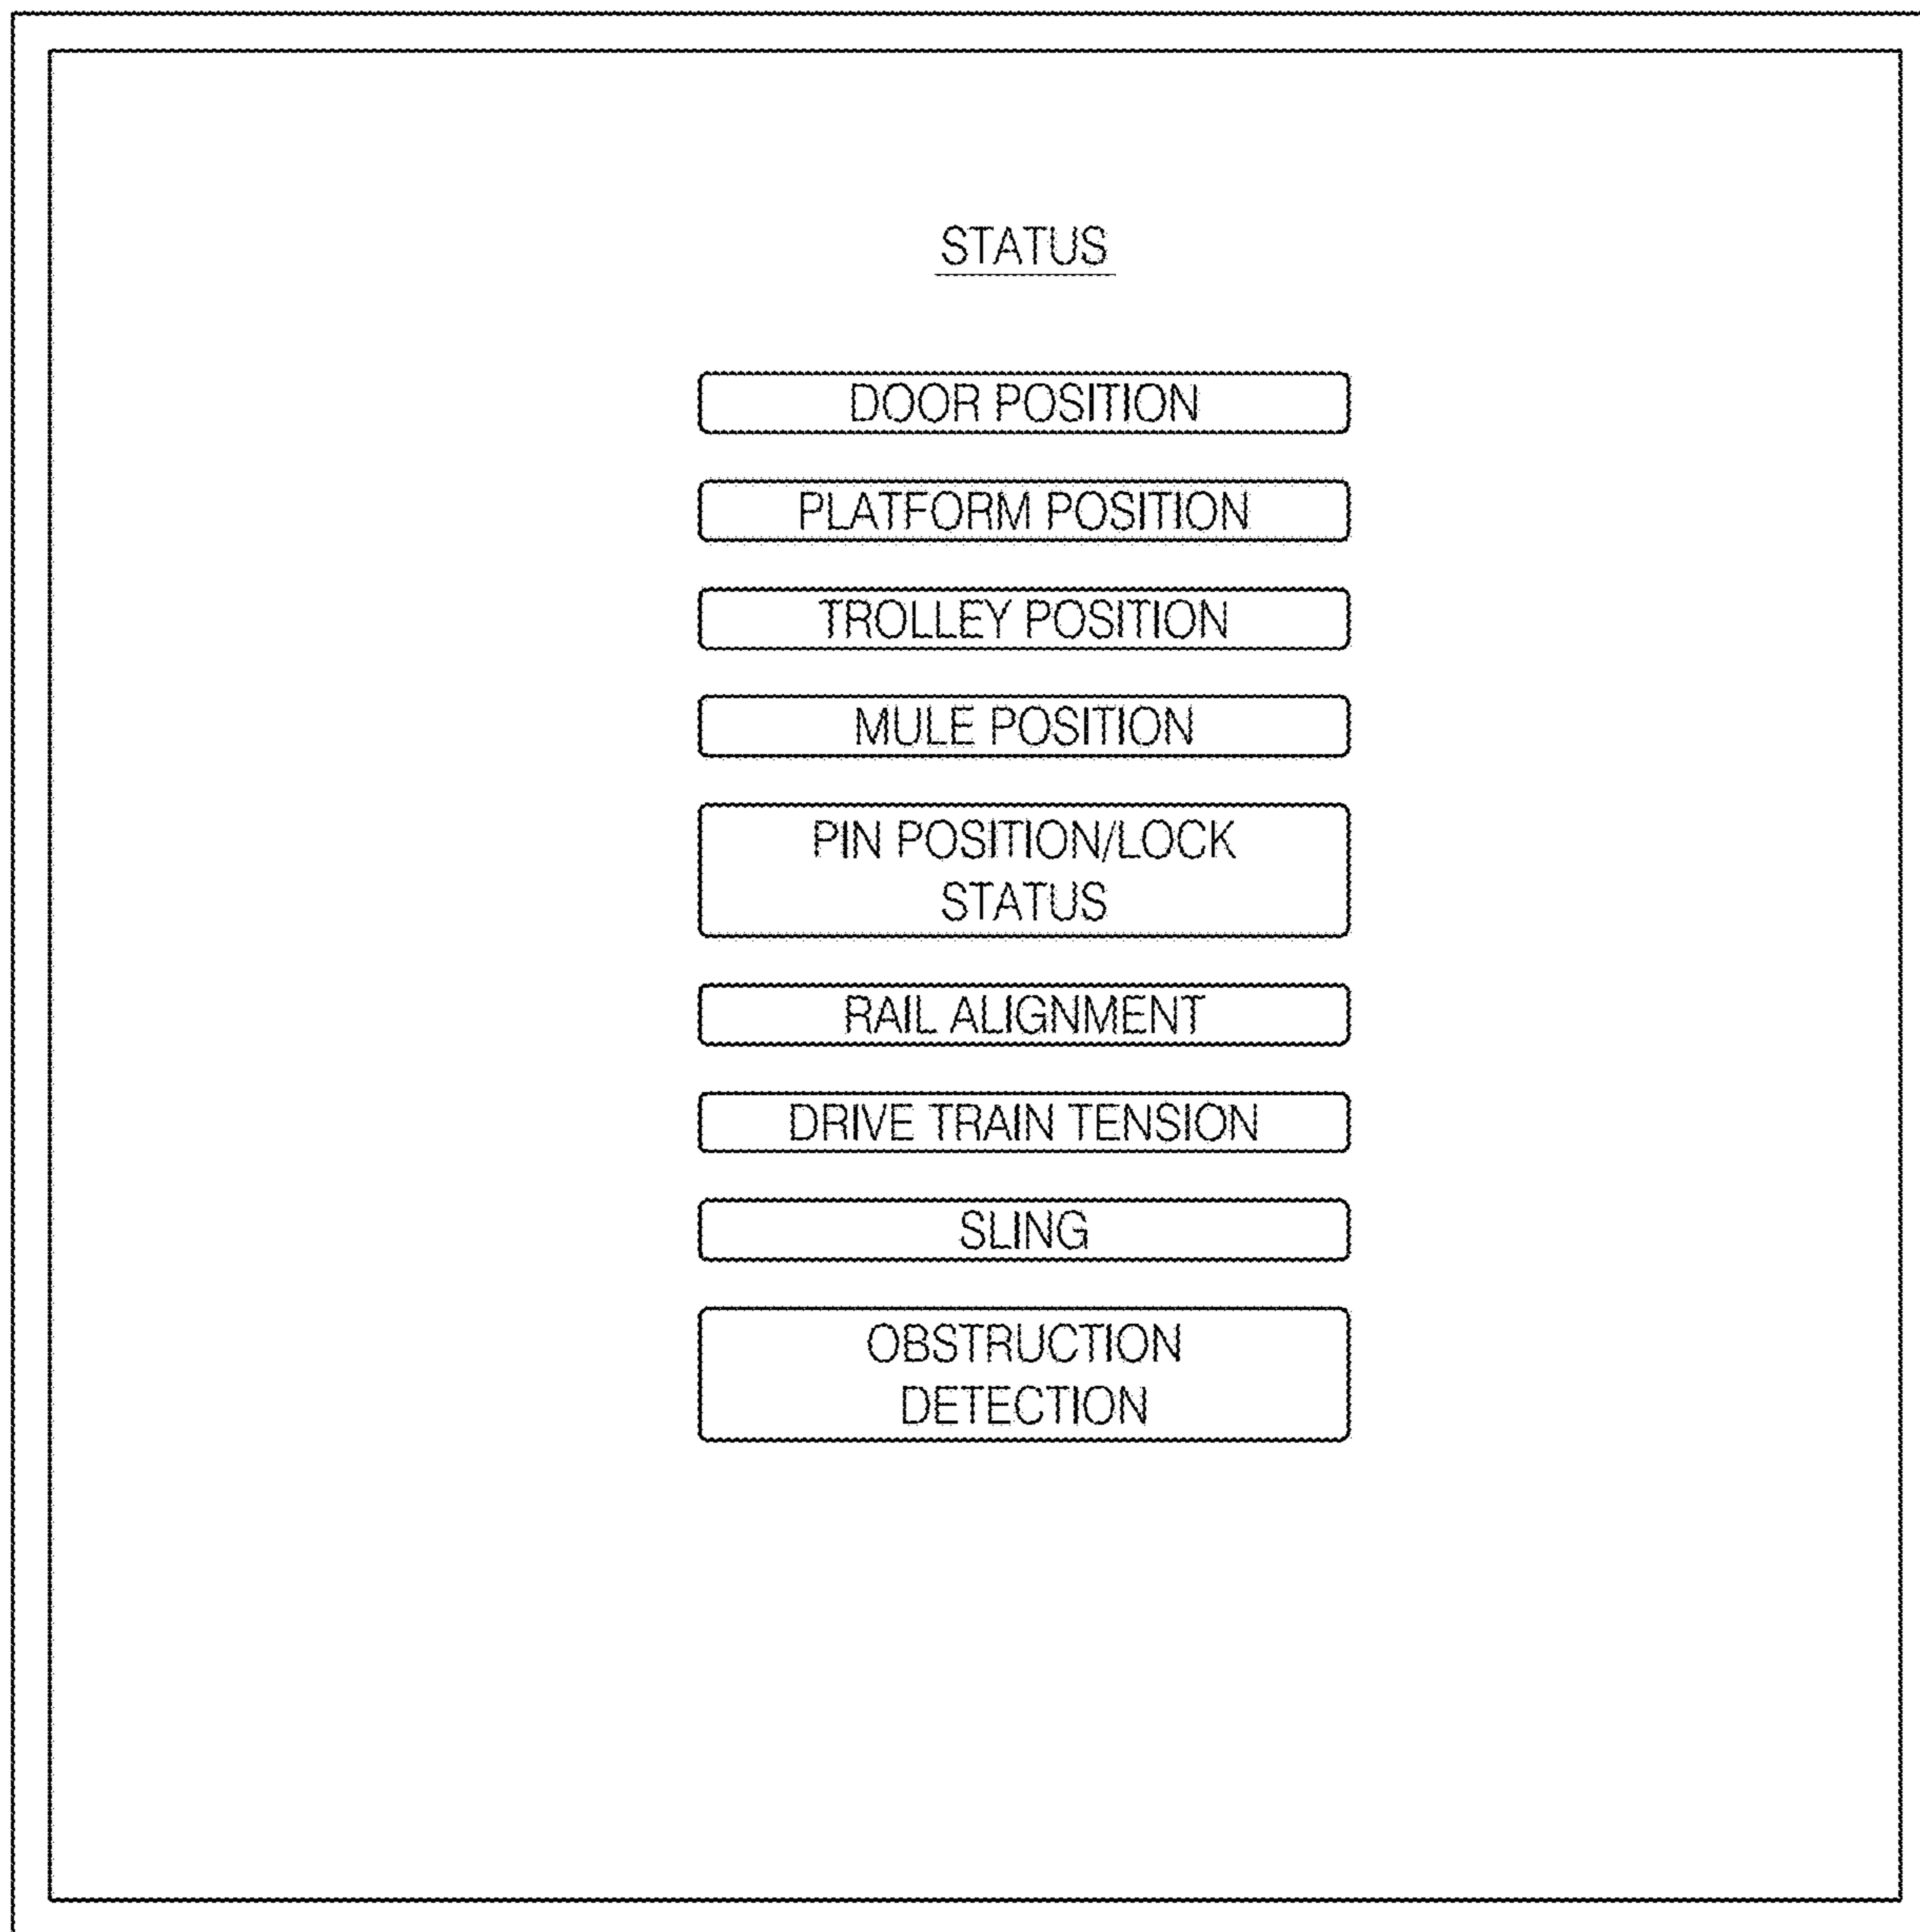 STATUS
DOOR POSITION
PLATFORM POSITION
TROLLEY POSITION
MULE POSITION
PIN POSITION/LOCK
STATUS
RAIL ALIGNMENT
DRIVE TRAIN TENSION
SLING
OBSTRUCTION
DETECTION